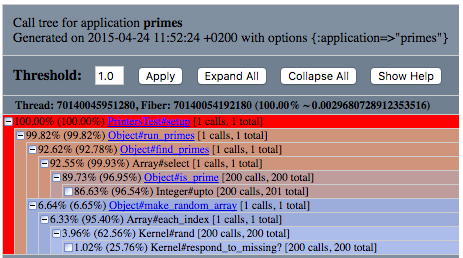 Call tree for application primes
Generated on 2015-04-24 11:52:24 +0200 with options {:application=>"primes"}
Threshold: 1.0 Apply Expand All Collapse All Show Help
Thread: 70140045951280, Fiber: 70140054192180 (100.00% ~ 0.0029680728912353516)
100.00% (100.00%) PrintersTest#setup [1 calls, 1 total]
99.82% (99.82%) Object#run_primes [1 calls, 1 total]
92.62% (92.78%) Object#find_primes [1 calls, 1 total]
92.55% (99.93%) Array#select [1 calls, 1 total]
89.73% (96.95%) Object#is_prime [200 calls, 200 total]
86.63% (96.54%) Integer#upto [200 calls, 201 total]
6.64% (6.65%) Object#make_random_array [1 calls, 1 total]
6.33% (95.40%) Array#each_index [1 calls, 1 total]
3.96% (62.56%) Kernel#rand [200 calls, 200 total]
1.02% (25.76%) Kernel#respond_to_missing? [200 calls, 200 total]